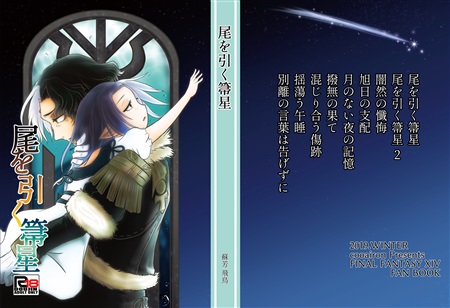 尾を引く箒星
R18
ADULT ONLY
尾を引く箒星
蘇芳 飛鳥
尾を引く箒星
尾を引く箒星 2
闇然の懺悔
旭日の支配
月のない夜の記憶
撥無の果て
混じり合う傷跡
揺蕩う午睡
別離の言葉は告げずに
2019.WINTER
Presents
FINAL FANTASY XIV
FAN BOOK